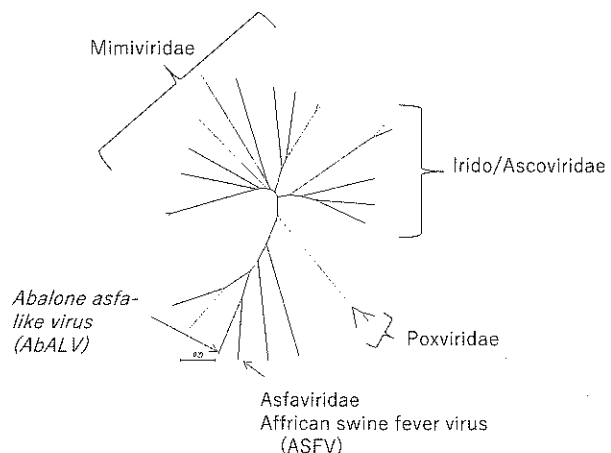 Mimiviridae
Irido/Ascoviridae
Abalone asfa-
like virus
(AbALV)
Poxviridae
Asfaviridae
Affrican swine fever virus
(ASFV)